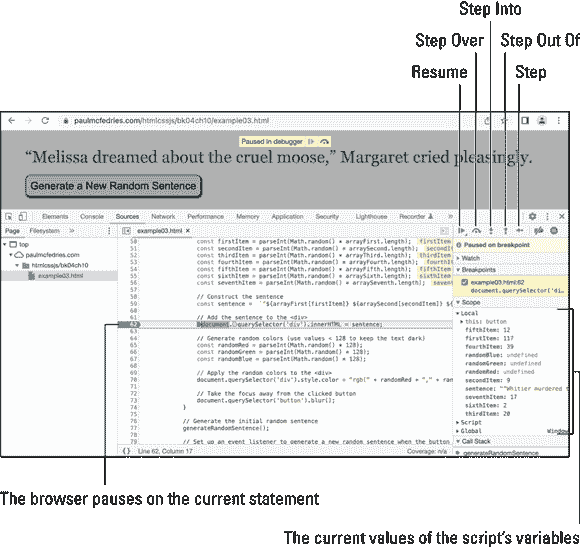 Step Into
Step Over
Step Out Of
Resume
Step
paulmcfedries.com/htmlcssjs/bk04ch10/example03.html
Paused in debugger
“Melissa dreamed about the cruel moose,” Margaret cried pleasingly.
Generate a New Random Sentence
Elements Console Sources Network Performance Memory Application Security Lighthouse Recorder
Page Filesystem » example03.html ×
top
paulmcfedries.com
htmlcssjs/bk04ch10
example03.html
50 const firstItem = parseInt(Math.random() * arrayFirst.length); firstItem
51 const secondItem = parseInt(Math.random() * arraySecond.length);
52 const thirdItem = parseInt(Math.random() * arrayThird.length);
53 const fourthItem = parseInt(Math.random() * arrayFourth.length);
54 const fifthItem = parseInt(Math.random() * arrayFifth.length);
55 const sixthItem = parseInt(Math.random() * arraySixth.length);
56 const seventhItem = parseInt(Math.random() * arraySeventh.length);
57
58 // Construct the sentence
59 const sentence = `${arrayFirst[firstItem]} ${arraySecond[secondItem]}
60
61 // Add the sentence to the <div>
62 document.querySelector('div').innerHTML = sentence;
63
64 // Generate random colors (use values < 128 to keep the text dark)
65 const randomRed = parseInt(Math.random() * 128);
66 const randomGreen = parseInt(Math.random() * 128);
67 const randomBlue = parseInt(Math.random() * 128);
68
69 // Apply the random colors to the <div>
70 document.querySelector('div').style.color = "rgb(" + randomRed + "," + ran
71
72 // Take the focus away from the clicked button
73 document.querySelector('button').blur();
74 }
75
76 // Generate the initial random sentence
77 generateRandomSentence();
78
79 // Set up an event listener to generate a new random sentence when the button
{} Line 62, Column 17 Coverage: n/a
Paused on breakpoint
Watch
Breakpoints
example03.html:62
document.querySelector('di…
Scope
Local
this: button
fifthItem: 12
firstItem: 117
fourthItem: 39
randomBlue: undefined
randomGreen: undefined
randomRed: undefined
secondItem: 9
sentence: "“Whitier murdered t
seventhItem: 17
sixthItem: 2
thirdItem: 20
Script
Global Window
Call Stack
generateRandomSentence
The browser pauses on the current statement
The current values of the script’s variables